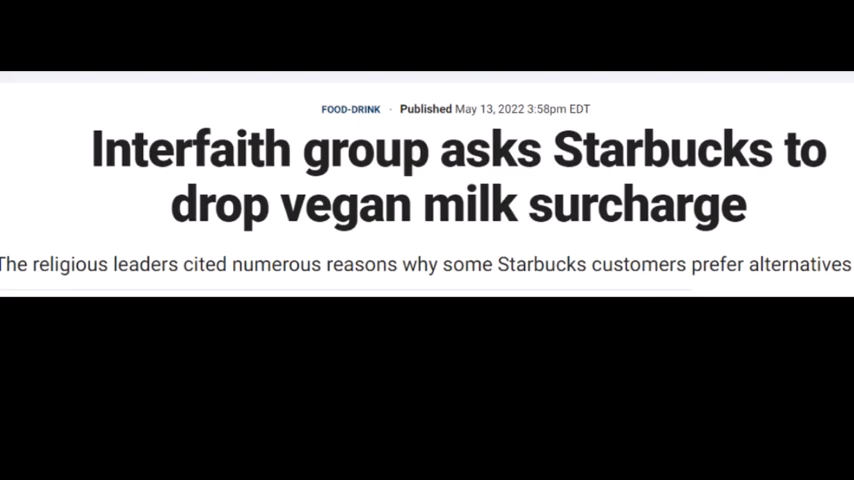 FOOD-DRINK · Published May 13, 2022 3:58pm EDT
Interfaith group asks Starbucks to
drop vegan milk surcharge
The religious leaders cited numerous reasons why some Starbucks customers prefer alternatives